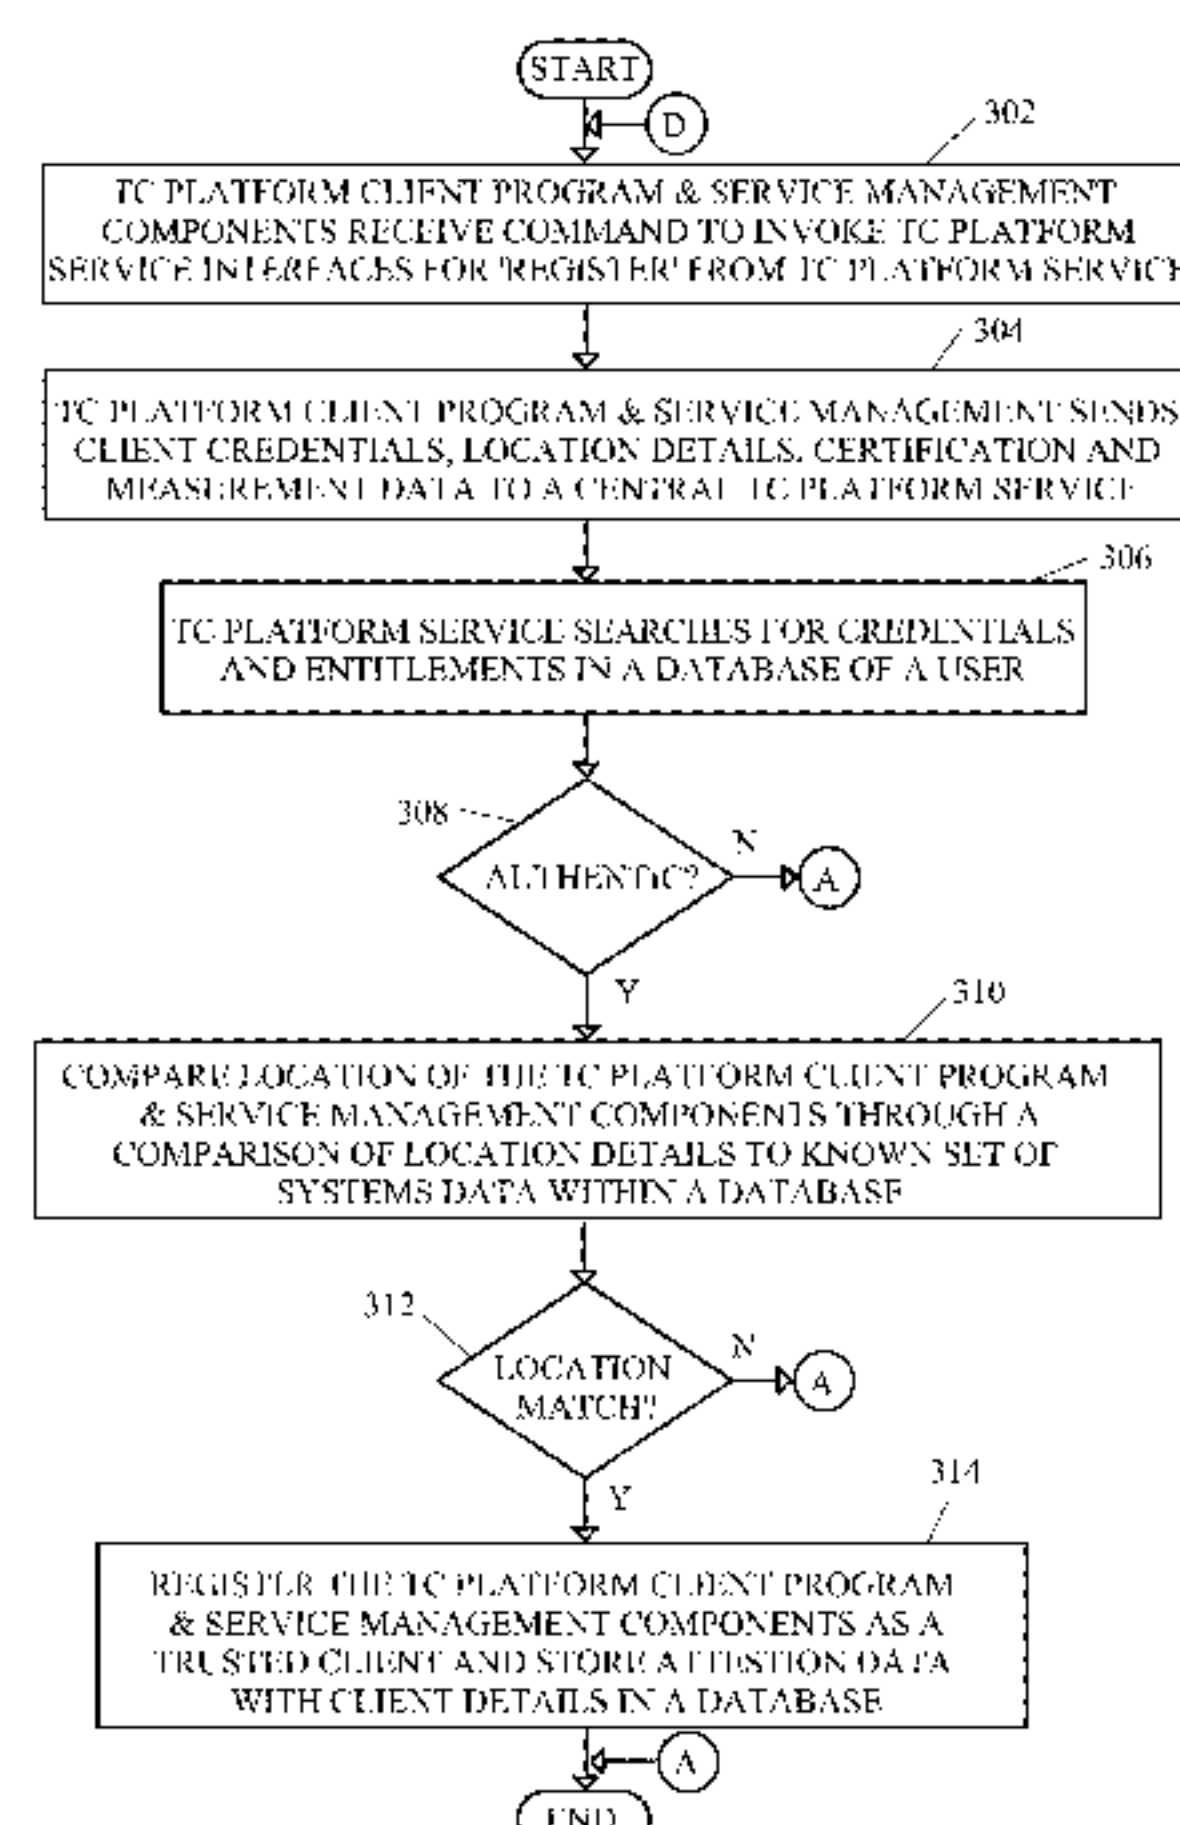 START
D
302
TC PLATFORM CLIENT PROGRAM & SERVICE MANAGEMENT
COMPONENTS RECEIVE COMMAND TO INVOKE TC PLATFORM
SERVICE INTERFACES FOR 'REGISTER' FROM TC PLATFORM SERVICE
304
TC PLATFORM CLIENT PROGRAM & SERVICE MANAGEMENT SENDS
CLIENT CREDENTIALS, LOCATION DETAILS, CERTIFICATION AND
MEASUREMENT DATA TO A CENTRAL TC PLATFORM SERVICE
306
TC PLATFORM SERVICE SEARCHES FOR CREDENTIALS
AND ENTITLEMENTS IN A DATABASE OF A USER
308
AUTHENTIC?
N
A
Y
310
COMPARE LOCATION OF THE TC PLATFORM CLIENT PROGRAM
& SERVICE MANAGEMENT COMPONENTS THROUGH A
COMPARISON OF LOCATION DETAILS TO KNOWN SET OF
SYSTEMS DATA WITHIN A DATABASE
312
LOCATION
MATCH?
N
A
Y
314
REGISTER THE TC PLATFORM CLIENT PROGRAM
& SERVICE MANAGEMENT COMPONENTS AS A
TRUSTED CLIENT AND STORE ATTESTION DATA
WITH CLIENT DETAILS IN A DATABASE
A
END